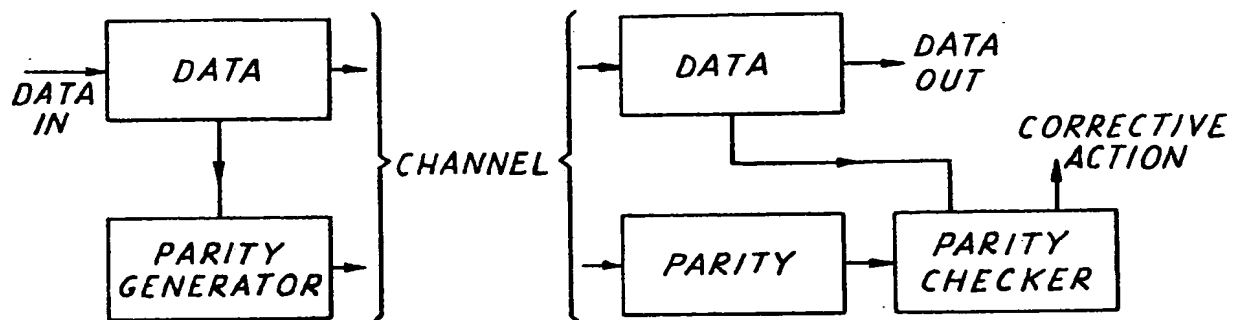 DATA
IN
DATA
PARITY
GENERATOR
CHANNEL
DATA
DATA
OUT
PARITY
PARITY
CHECKER
CORRECTIVE
ACTION